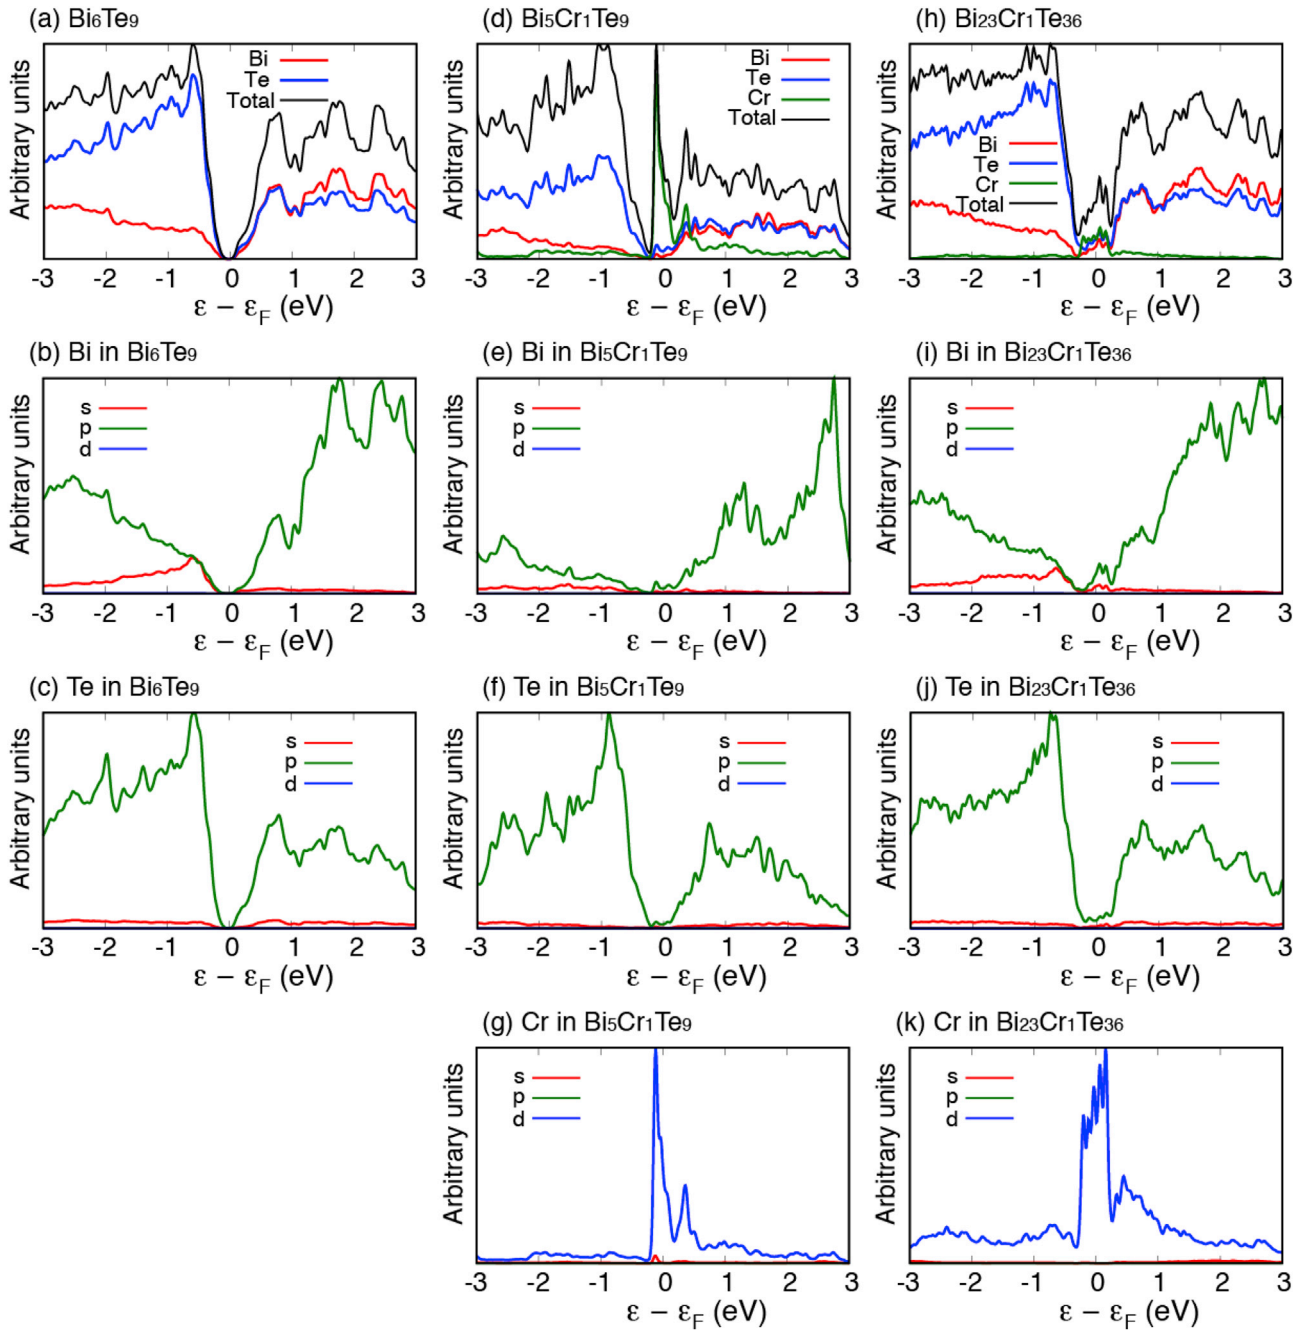 (a) Bi6Te9
Arbitrary units
Bi
Te
Total
-3 -2 -1 0 1 2 3
ε − εF (eV)
(d) Bi5Cr1Te9
Arbitrary units
Bi
Te
Cr
Total
-3 -2 -1 0 1 2 3
ε − εF (eV)
(h) Bi23Cr1Te36
Arbitrary units
Bi
Te
Cr
Total
-3 -2 -1 0 1 2 3
ε − εF (eV)
(b) Bi in Bi6Te9
Arbitrary units
s
p
d
-3 -2 -1 0 1 2 3
ε − εF (eV)
(e) Bi in Bi5Cr1Te9
Arbitrary units
s
p
d
-3 -2 -1 0 1 2 3
ε − εF (eV)
(i) Bi in Bi23Cr1Te36
Arbitrary units
s
p
d
-3 -2 -1 0 1 2 3
ε − εF (eV)
(c) Te in Bi6Te9
Arbitrary units
s
p
d
-3 -2 -1 0 1 2 3
ε − εF (eV)
(f) Te in Bi5Cr1Te9
Arbitrary units
s
p
d
-3 -2 -1 0 1 2 3
ε − εF (eV)
(j) Te in Bi23Cr1Te36
Arbitrary units
s
p
d
-3 -2 -1 0 1 2 3
ε − εF (eV)
(g) Cr in Bi5Cr1Te9
Arbitrary units
s
p
d
-3 -2 -1 0 1 2 3
ε − εF (eV)
(k) Cr in Bi23Cr1Te36
Arbitrary units
s
p
d
-3 -2 -1 0 1 2 3
ε − εF (eV)